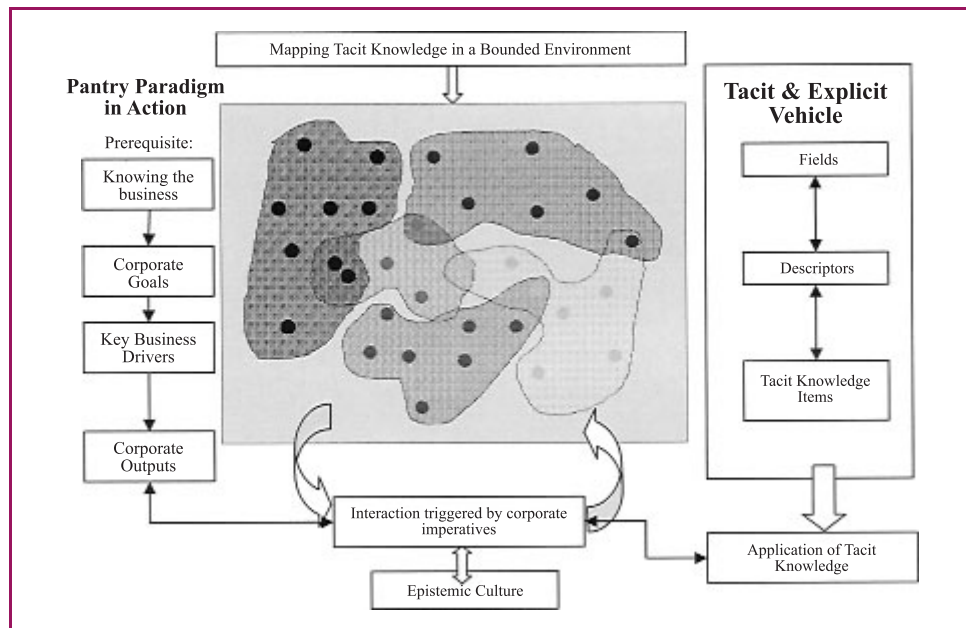 Mapping Tacit Knowledge in a Bounded Environment
Pantry Paradigm
in Action
Prerequisite:
Knowing the
business
Corporate
Goals
Key Business
Drivers
Corporate
Outputs
Tacit & Explicit
Vehicle
Fields
Descriptors
Tacit Knowledge
Items
Interaction triggered by corporate
imperatives
Epistemic Culture
Application of Tacit
Knowledge